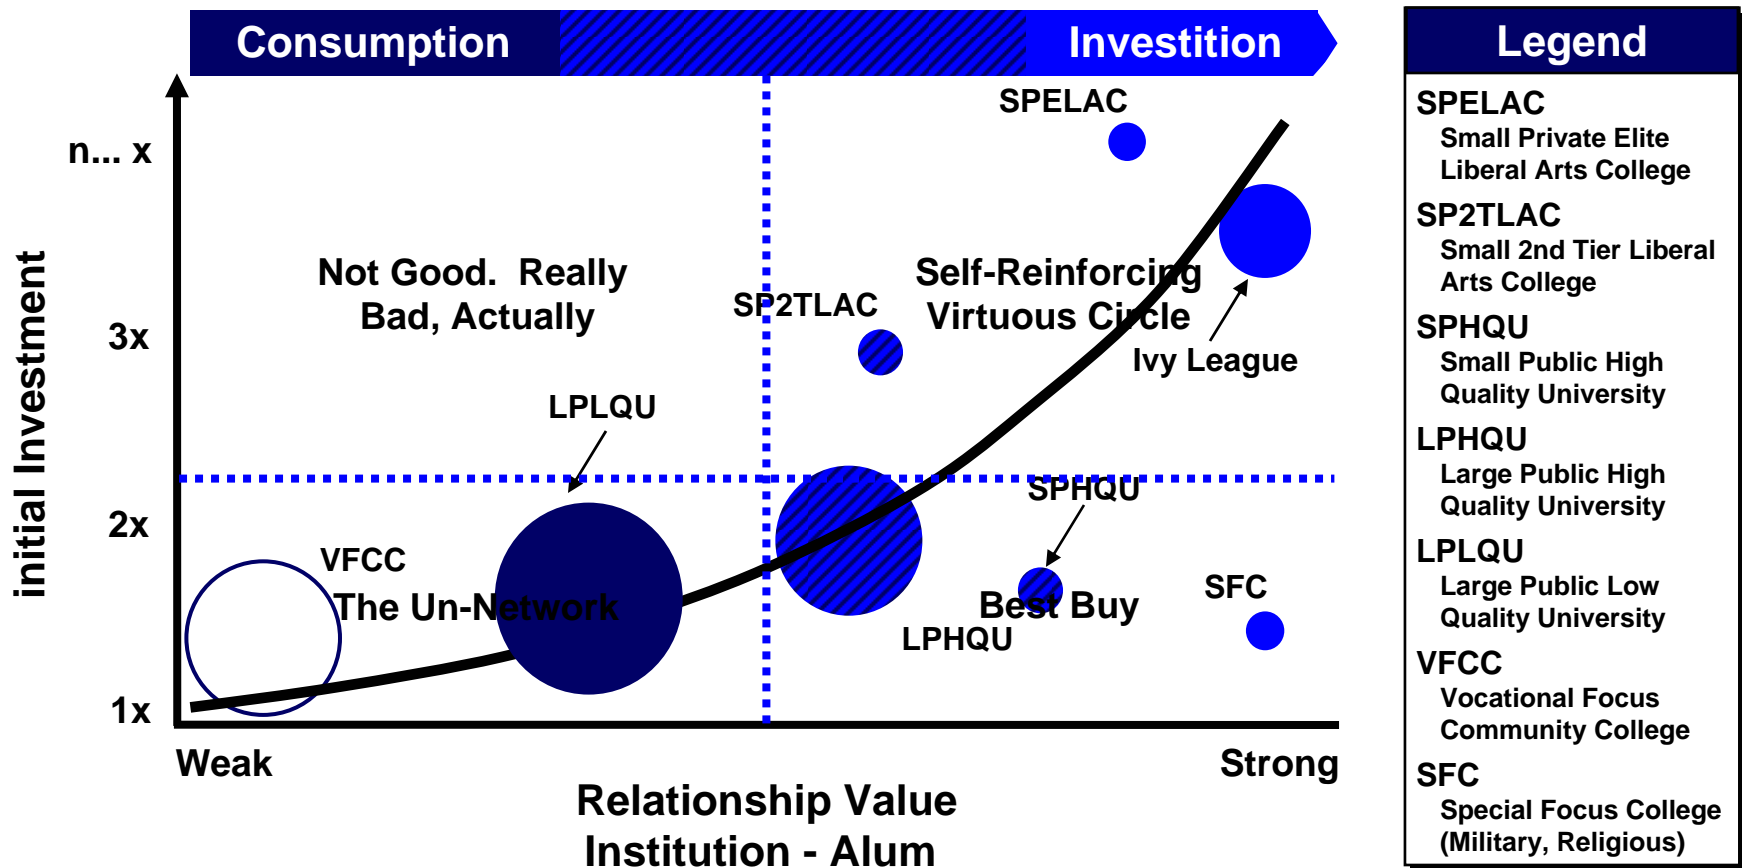 Consumption
Investition
n... x
3x
2x
1x
initial Investment
SPELAC
Not Good.  Really
Bad, Actually
Self-Reinforcing
Virtuous Circle
SP2TLAC
Ivy League
LPLQU
SPHQU
VFCC
The Un-Network
LPHQU
Best Buy
SFC
Weak
Strong
Relationship Value
Institution - Alum
Legend
SPELAC
Small Private Elite
Liberal Arts College
SP2TLAC
Small 2nd Tier Liberal
Arts College
SPHQU
Small Public High
Quality University
LPHQU
Large Public High
Quality University
LPLQU
Large Public Low
Quality University
VFCC
Vocational Focus
Community College
SFC
Special Focus College
(Military, Religious)